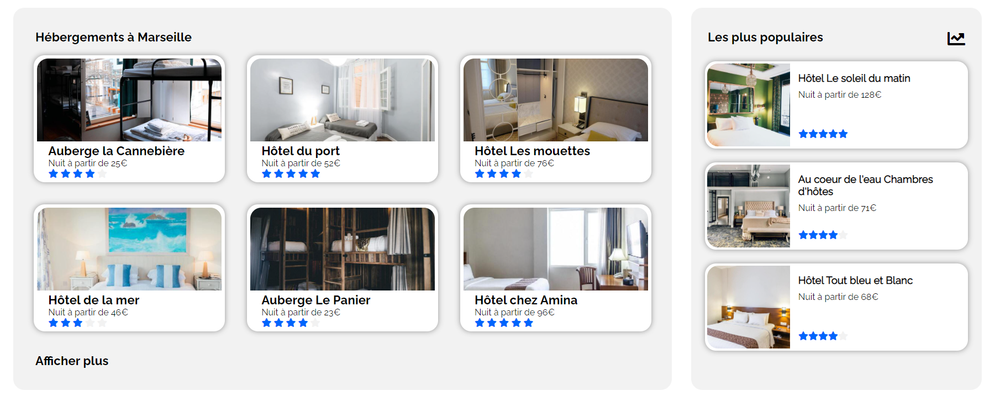 Hébergements à Marseille
Auberge la Cannebière
Nuit à partir de 25€
Hôtel du port
Nuit à partir de 52€
Hôtel Les mouettes
Nuit à partir de 76€
Hôtel de la mer
Nuit à partir de 46€
Auberge Le Panier
Nuit à partir de 23€
Hôtel chez Amina
Nuit à partir de 96€
Afficher plus
Les plus populaires
Hôtel Le soleil du matin
Nuit à partir de 128€
Au coeur de l'eau Chambres
d'hôtes
Nuit à partir de 71€
Hôtel Tout bleu et Blanc
Nuit à partir de 68€